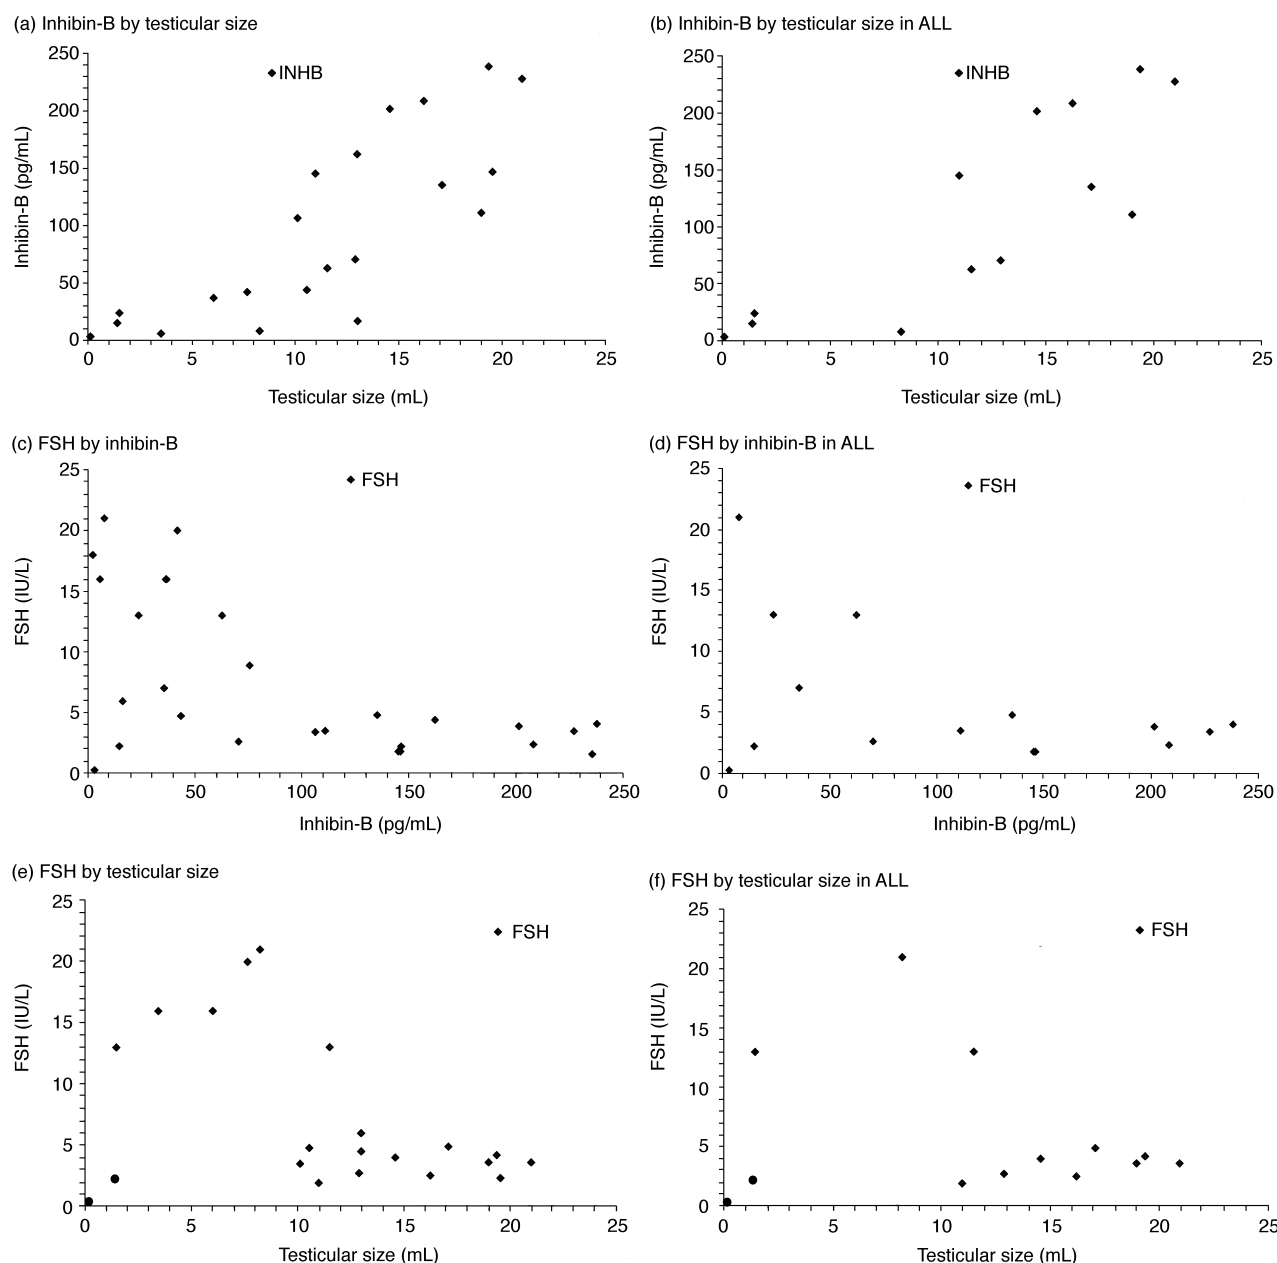 (a) Inhibin-B by testicular size
INHB
250
200
150
100
50
0
Inhibin-B (pg/mL)
0 5 10 15 20 25
Testicular size (mL)
(b) Inhibin-B by testicular size in ALL
INHB
250
200
150
100
50
0
Inhibin-B (pg/mL)
0 5 10 15 20 25
Testicular size (mL)
(c) FSH by inhibin-B
FSH
25
20
15
10
5
0
FSH (IU/L)
0 50 100 150 200 250
Inhibin-B (pg/mL)
(d) FSH by inhibin-B in ALL
FSH
25
20
15
10
5
0
FSH (IU/L)
0 50 100 150 200 250
Inhibin-B (pg/mL)
(e) FSH by testicular size
FSH
25
20
15
10
5
0
FSH (IU/L)
0 5 10 15 20 25
Testicular size (mL)
(f) FSH by testicular size in ALL
FSH
25
20
15
10
5
0
FSH (IU/L)
0 5 10 15 20 25
Testicular size (mL)